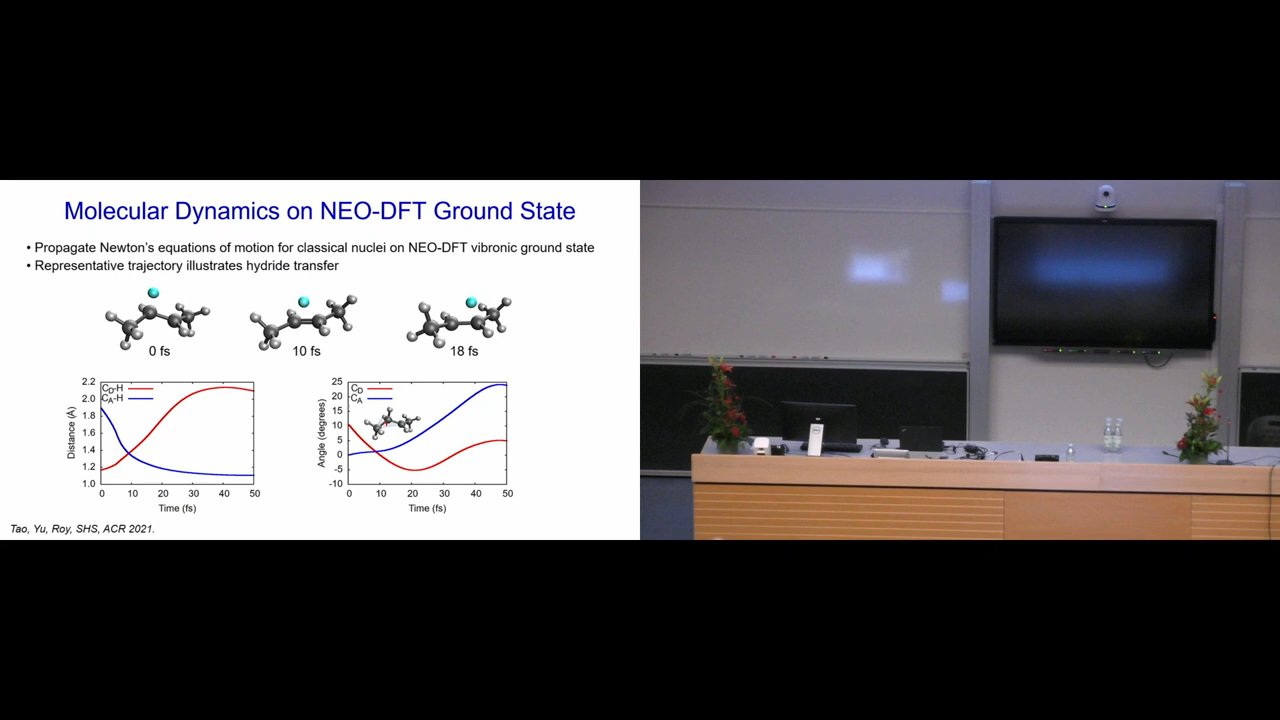 Molecular Dynamics on NEO-DFT Ground State
• Propagate Newton's equations of motion for classical nuclei on NEO-DFT vibronic ground state
• Representative trajectory illustrates hydride transfer
0 fs
10 fs
18 fs
C_D-H
C_A-H
2.2
2.0
1.8
1.6
1.4
1.2
1.0
Distance (Å)
0 10 20 30 40 50
Time (fs)
C_D
C_A
25
20
15
10
5
0
-5
-10
Angle (degrees)
0 10 20 30 40 50
Time (fs)
Tao, Yu, Roy, SHS, ACR 2021.